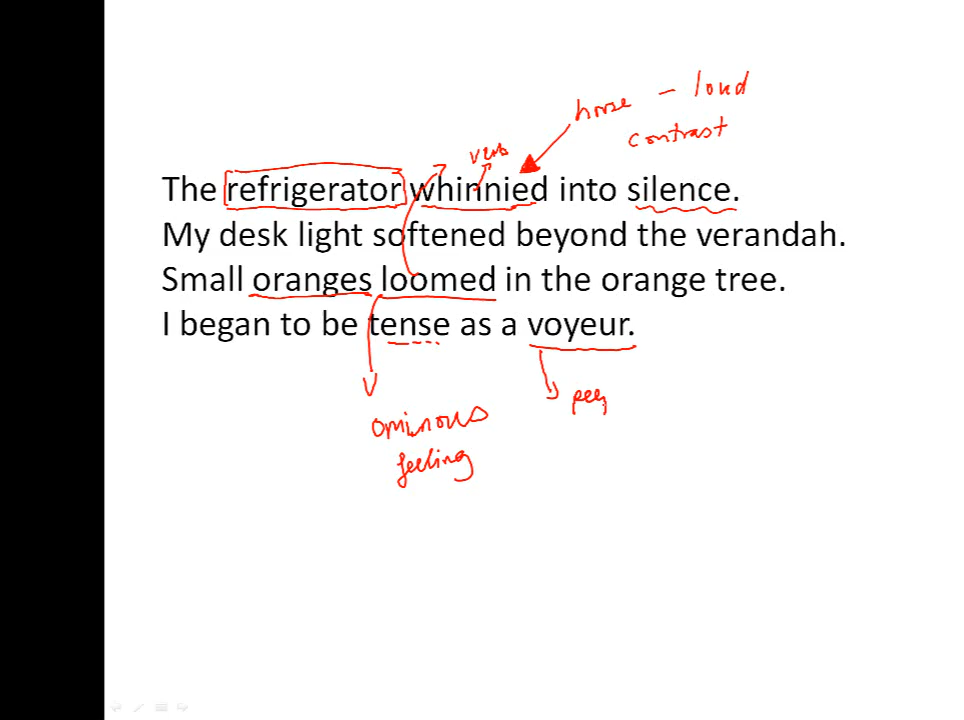 horse – loud
contrast
verb
The refrigerator whinnied into silence.
My desk light softened beyond the verandah.
Small oranges loomed in the orange tree.
I began to be tense as a voyeur.
ominous
feeling